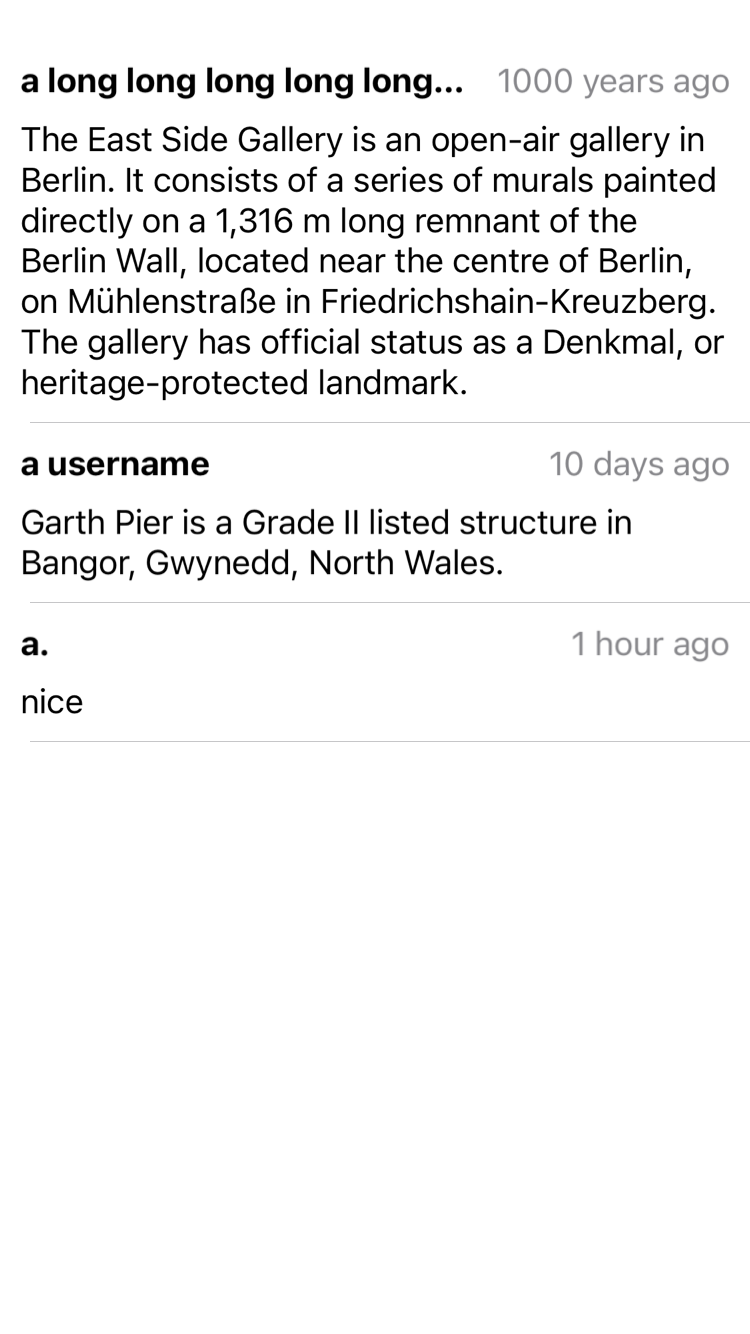 a long long long long long... 1000 years ago
The East Side Gallery is an open-air gallery in
Berlin. It consists of a series of murals painted
directly on a 1,316 m long remnant of the
Berlin Wall, located near the centre of Berlin,
on Mühlenstraße in Friedrichshain-Kreuzberg.
The gallery has official status as a Denkmal, or
heritage-protected landmark.
a username 10 days ago
Garth Pier is a Grade II listed structure in
Bangor, Gwynedd, North Wales.
a. 1 hour ago
nice